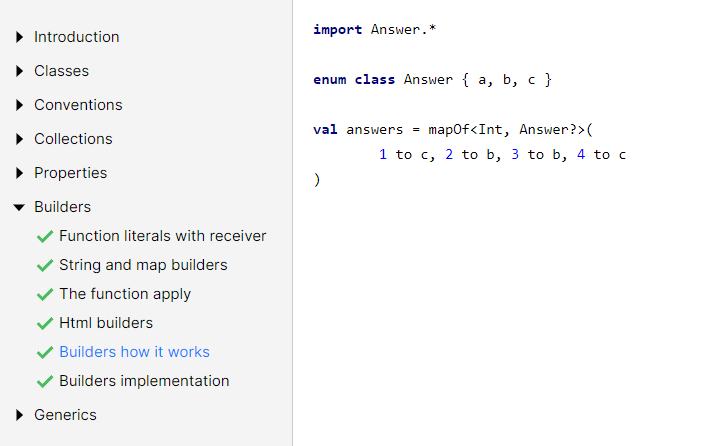 Introduction
Classes
Conventions
Collections
Properties
Builders
Function literals with receiver
String and map builders
The function apply
Html builders
Builders how it works
Builders implementation
Generics
import Answer.*
enum class Answer { a, b, c }
val answers = mapOf<Int, Answer?>(
1 to c, 2 to b, 3 to b, 4 to c
)